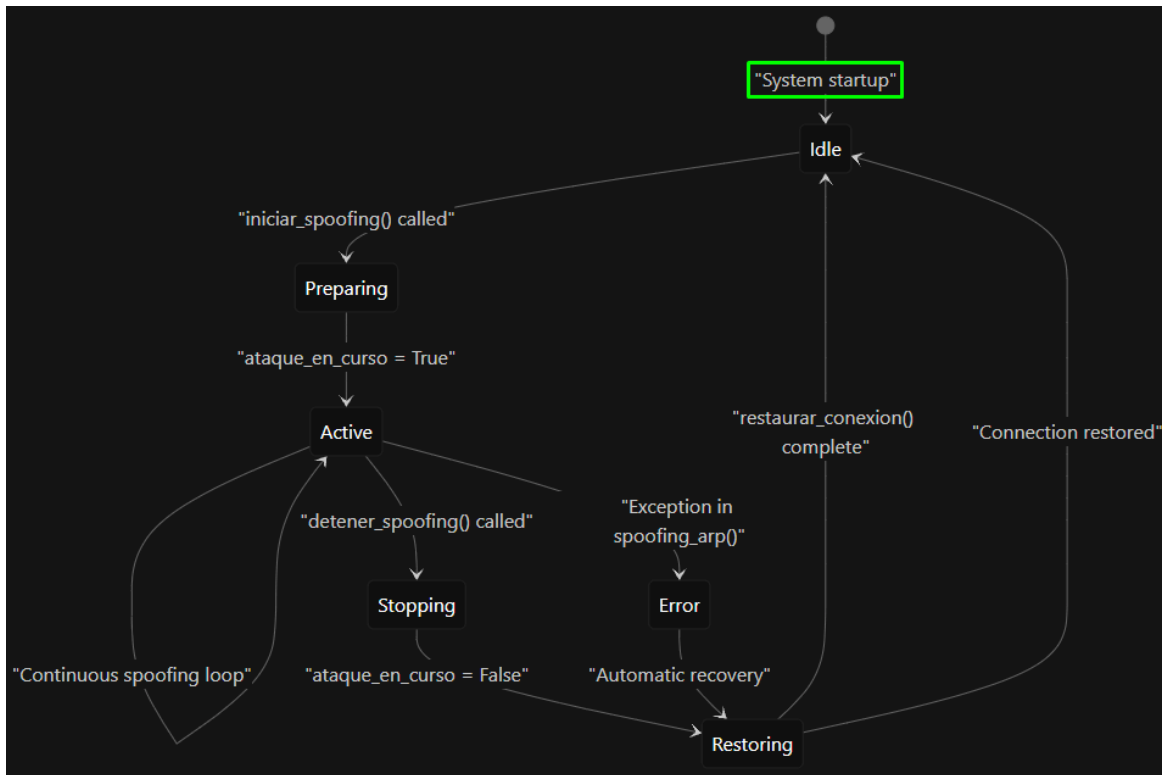 "System startup"
Idle
"iniciar_spoofing() called"
Preparing
"ataque_en_curso = True"
Active
"restaurar_conexion()
complete"
"Connection restored"
"detener_spoofing() called"
"Exception in
spoofing_arp()"
Stopping
Error
"Continuous spoofing loop"
"ataque_en_curso = False"
"Automatic recovery"
Restoring